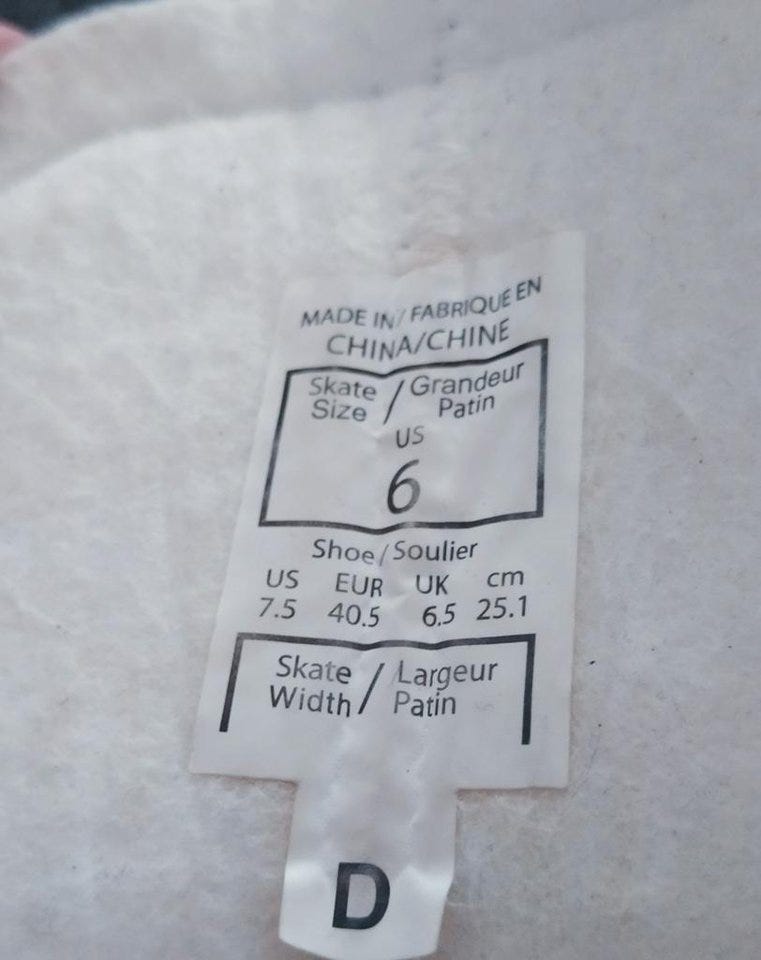 MADE IN / FABRIQUE EN
CHINA/CHINE
Skate / Grandeur
Size Patin
US
6
Shoe/Soulier
US EUR UK cm
7.5 40.5 6.5 25.1
Skate / Largeur
Width Patin
D